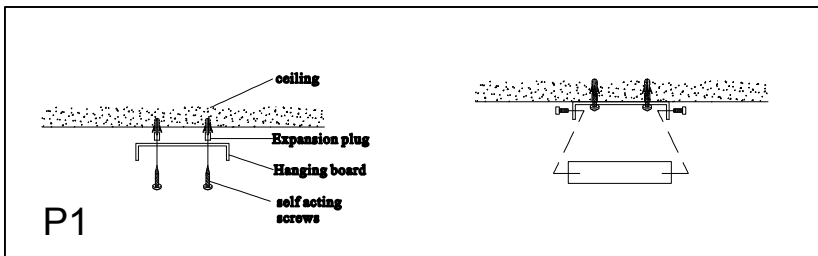 ceiling
Expansion plug
Hanging board
self acting
screws
P1